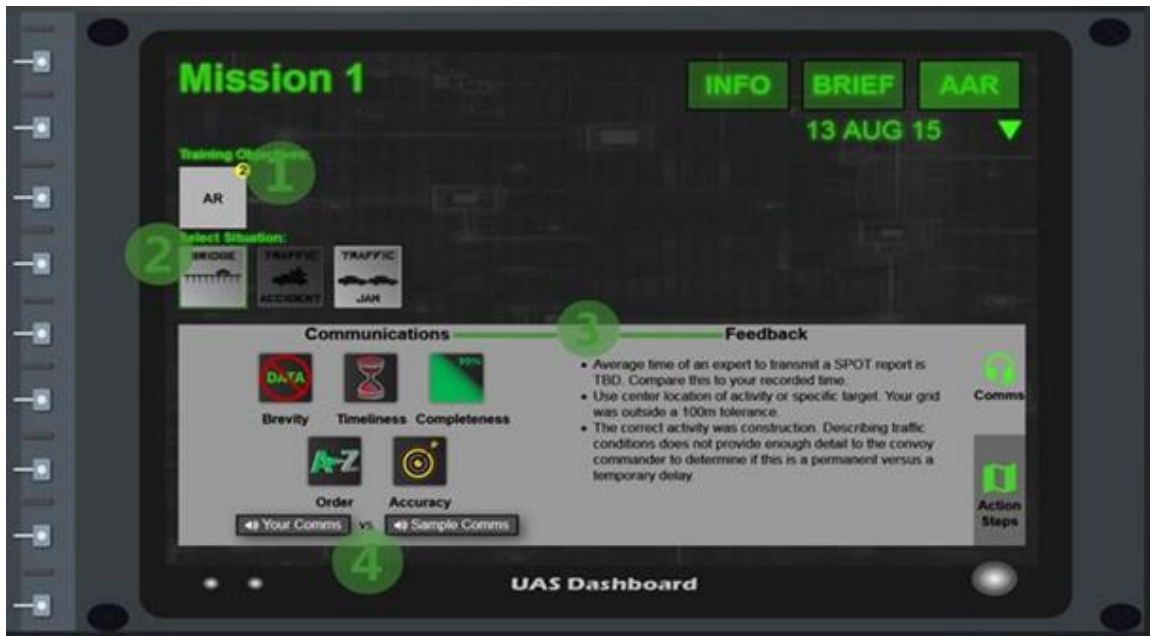 Mission 1
INFO BRIEF AAR
13 AUG 15
Training Objectives:
1
2
AR
2
Select Situation:
BRIDGE
TRAFFIC
ACCIDENT
TRAFFIC
JAM
3
Communications
Feedback
DATA
95%
Brevity Timeliness Completeness
A-Z
Order Accuracy
Your Comms vs. Sample Comms
4
• Average time of an expert to transmit a SPOT report is
TBD. Compare this to your recorded time.
• Use center location of activity or specific target. Your grid
was outside a 100m tolerance.
• The correct activity was construction. Describing traffic
conditions does not provide enough detail to the convoy
commander to determine if this is a permanent versus a
temporary delay.
Comms
Action
Steps
UAS Dashboard